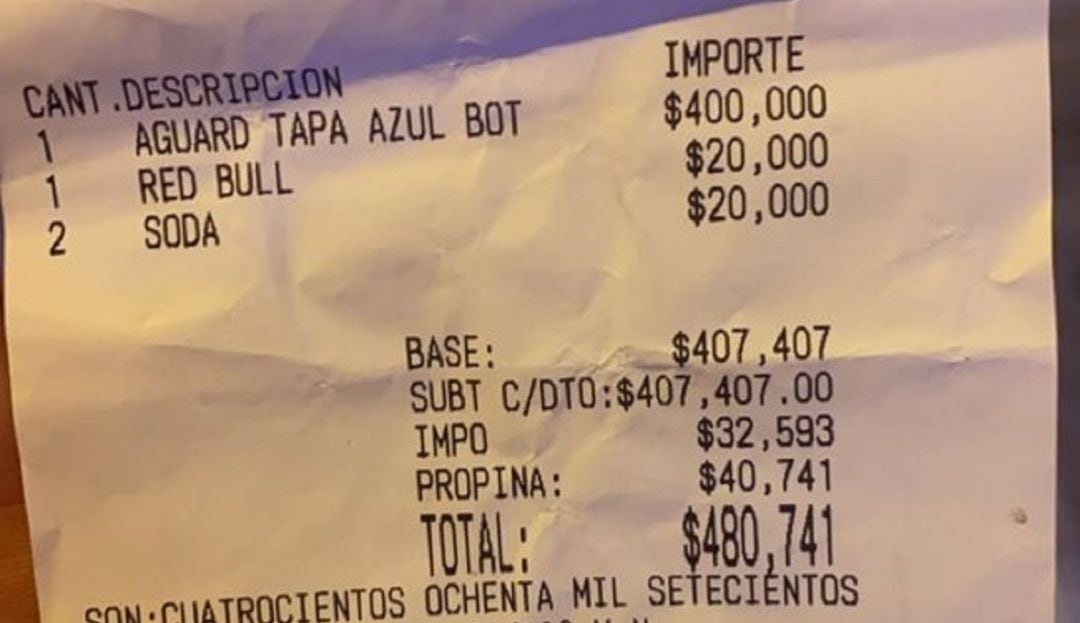 CANT.DESCRIPCION IMPORTE
1 AGUARD TAPA AZUL BOT $400,000
1 RED BULL $20,000
2 SODA $20,000
BASE: $407,407
SUBT C/DTO:$407,407.00
IMPO $32,593
PROPINA: $40,741
TOTAL: $480,741
SON:CUATROCIENTOS OCHENTA MIL SETECIENTOS